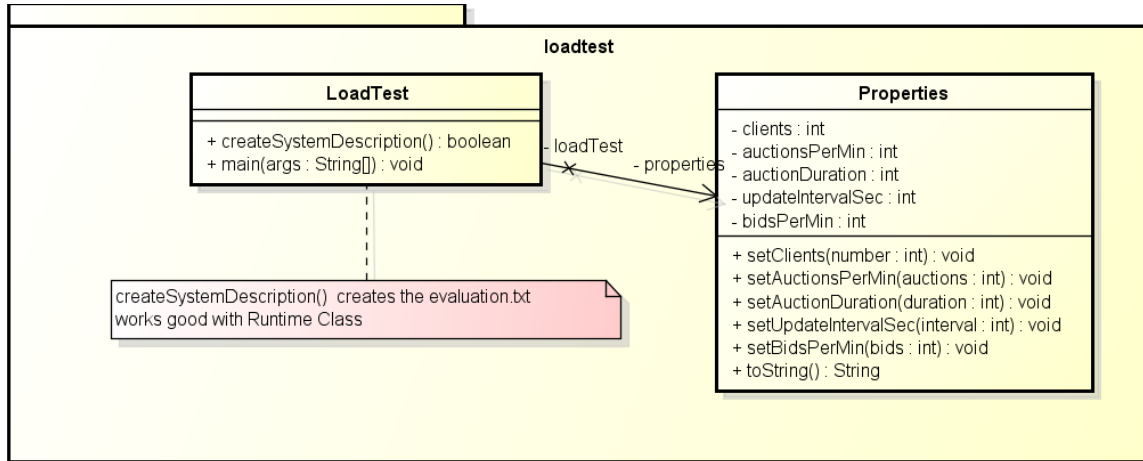 loadtest
LoadTest
+ createSystemDescription() : boolean
+ main(args : String[]) : void
- loadTest
- properties
Properties
- clients : int
- auctionsPerMin : int
- auctionDuration : int
- updateIntervalSec : int
- bidsPerMin : int
+ setClients(number : int) : void
+ setAuctionsPerMin(auctions : int) : void
+ setAuctionDuration(duration : int) : void
+ setUpdateIntervalSec(interval : int) : void
+ setBidsPerMin(bids : int) : void
+ toString() : String
createSystemDescription() creates the evaluation.txt
works good with Runtime Class